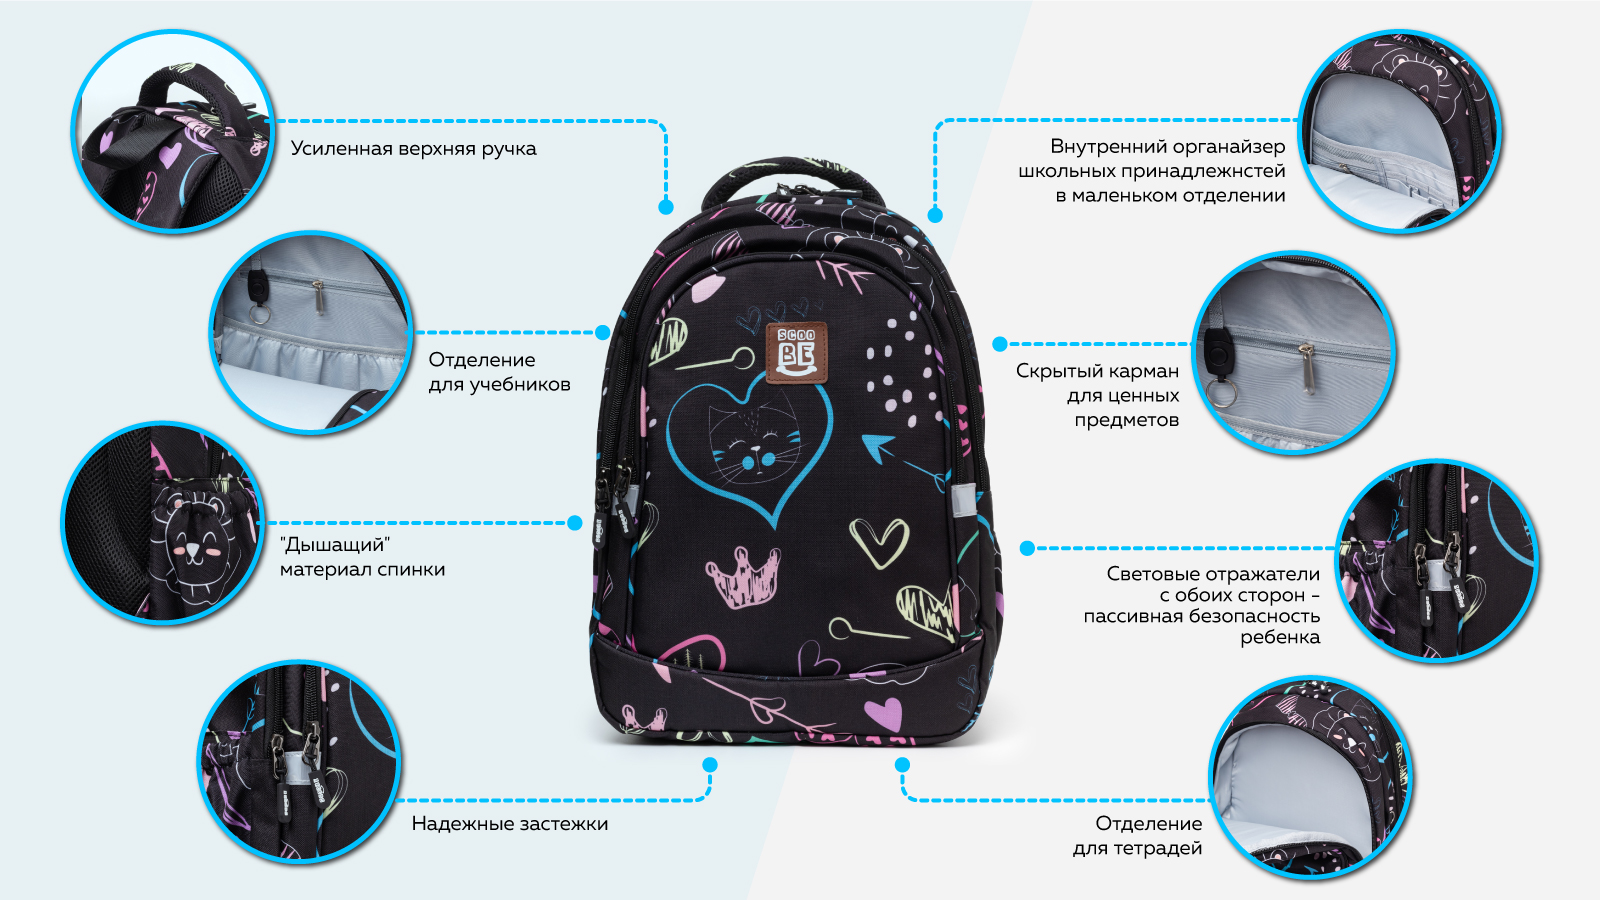 Усиленная верхняя ручка
Отделение
для учебников
"Дышащий"
материал спинки
Надежные застежки
SCOO
BE
Внутренний органайзер
школьных принадлежнстей
в маленьком отделении
Скрытый карман
для ценных
предметов
Световые отражатели
с обоих сторон -
пассивная безопасность
ребенка
Отделение
для тетрадей